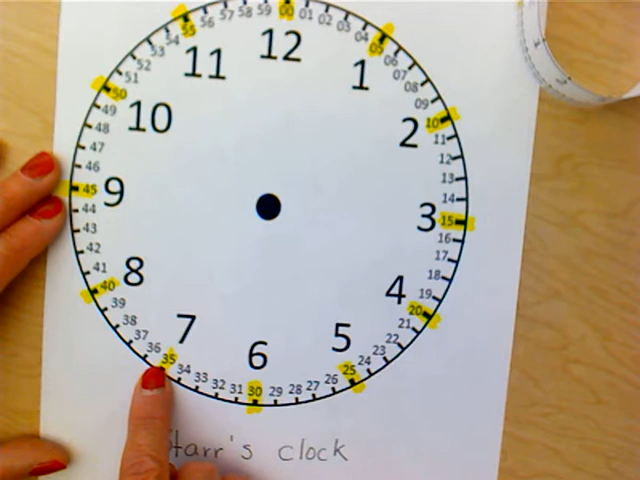 00 01 02 03 04 05 06 07 08 09 10 11 12 13 14 15 16 17 18 19 20 21 22 23 24 25 26 27 28 29 30 31 32 33 34 35 36 37 38 39 40 41 42 43 44 45 46 47 48 49 50 51 52 53 54 55 56 57 58 59
12 1 2 3 4 5 6 7 8 9 10 11
Starr's clock